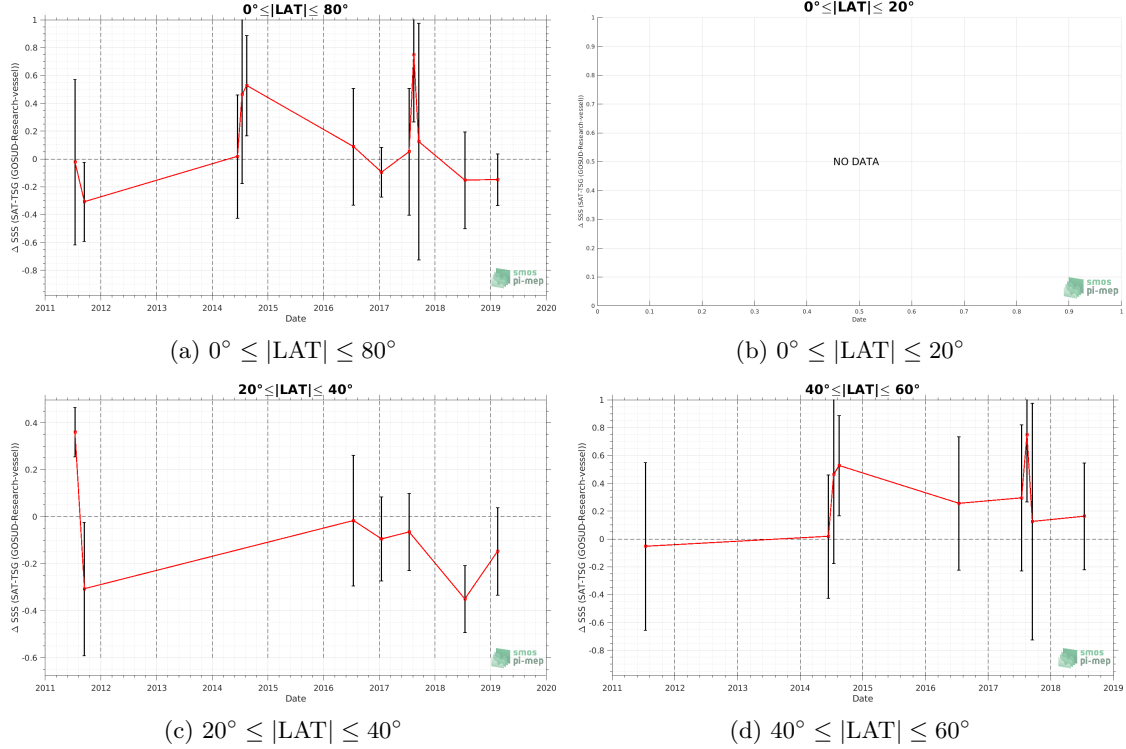 0°≤|LAT|≤ 80°
Δ SSS (SAT-TSG (GOSUD-Research-vessel))
1
0.8
0.6
0.4
0.2
0
-0.2
-0.4
-0.6
-0.8
2011 2012 2013 2014 2015 2016 2017 2018 2019 2020
Date
smos
pi-mep
(a) 0° ≤ |LAT| ≤ 80°
0°≤|LAT|≤ 20°
Δ SSS (SAT-TSG (GOSUD-Research-vessel))
1
0.9
0.8
0.7
0.6
0.5
0.4
0.3
0.2
0.1
0
NO DATA
0 0.1 0.2 0.3 0.4 0.5 0.6 0.7 0.8 0.9 1
Date
smos
pi-mep
(b) 0° ≤ |LAT| ≤ 20°
20°≤|LAT|≤ 40°
Δ SSS (SAT-TSG (GOSUD-Research-vessel))
0.4
0.2
0
-0.2
-0.4
-0.6
2011 2012 2013 2014 2015 2016 2017 2018 2019 2020
Date
smos
pi-mep
(c) 20° ≤ |LAT| ≤ 40°
40°≤|LAT|≤ 60°
Δ SSS (SAT-TSG (GOSUD-Research-vessel))
1
0.8
0.6
0.4
0.2
0
-0.2
-0.4
-0.6
-0.8
2011 2012 2013 2014 2015 2016 2017 2018 2019
Date
smos
pi-mep
(d) 40° ≤ |LAT| ≤ 60°